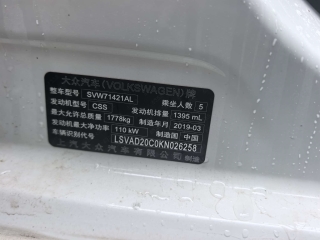 大众汽车(VOLKSWAGEN)牌
整车型号 SVW71421AL 乘坐人数 5
发动机型号 CSS 发动机排量 1395 mL
最大允许总质量 1778kg 制造年月 2019-03
发动机最大净功率 110 kW 制造国 中国
车辆识别代号 LSVAD20C0KN026258
上汽大众汽车有限公司制造